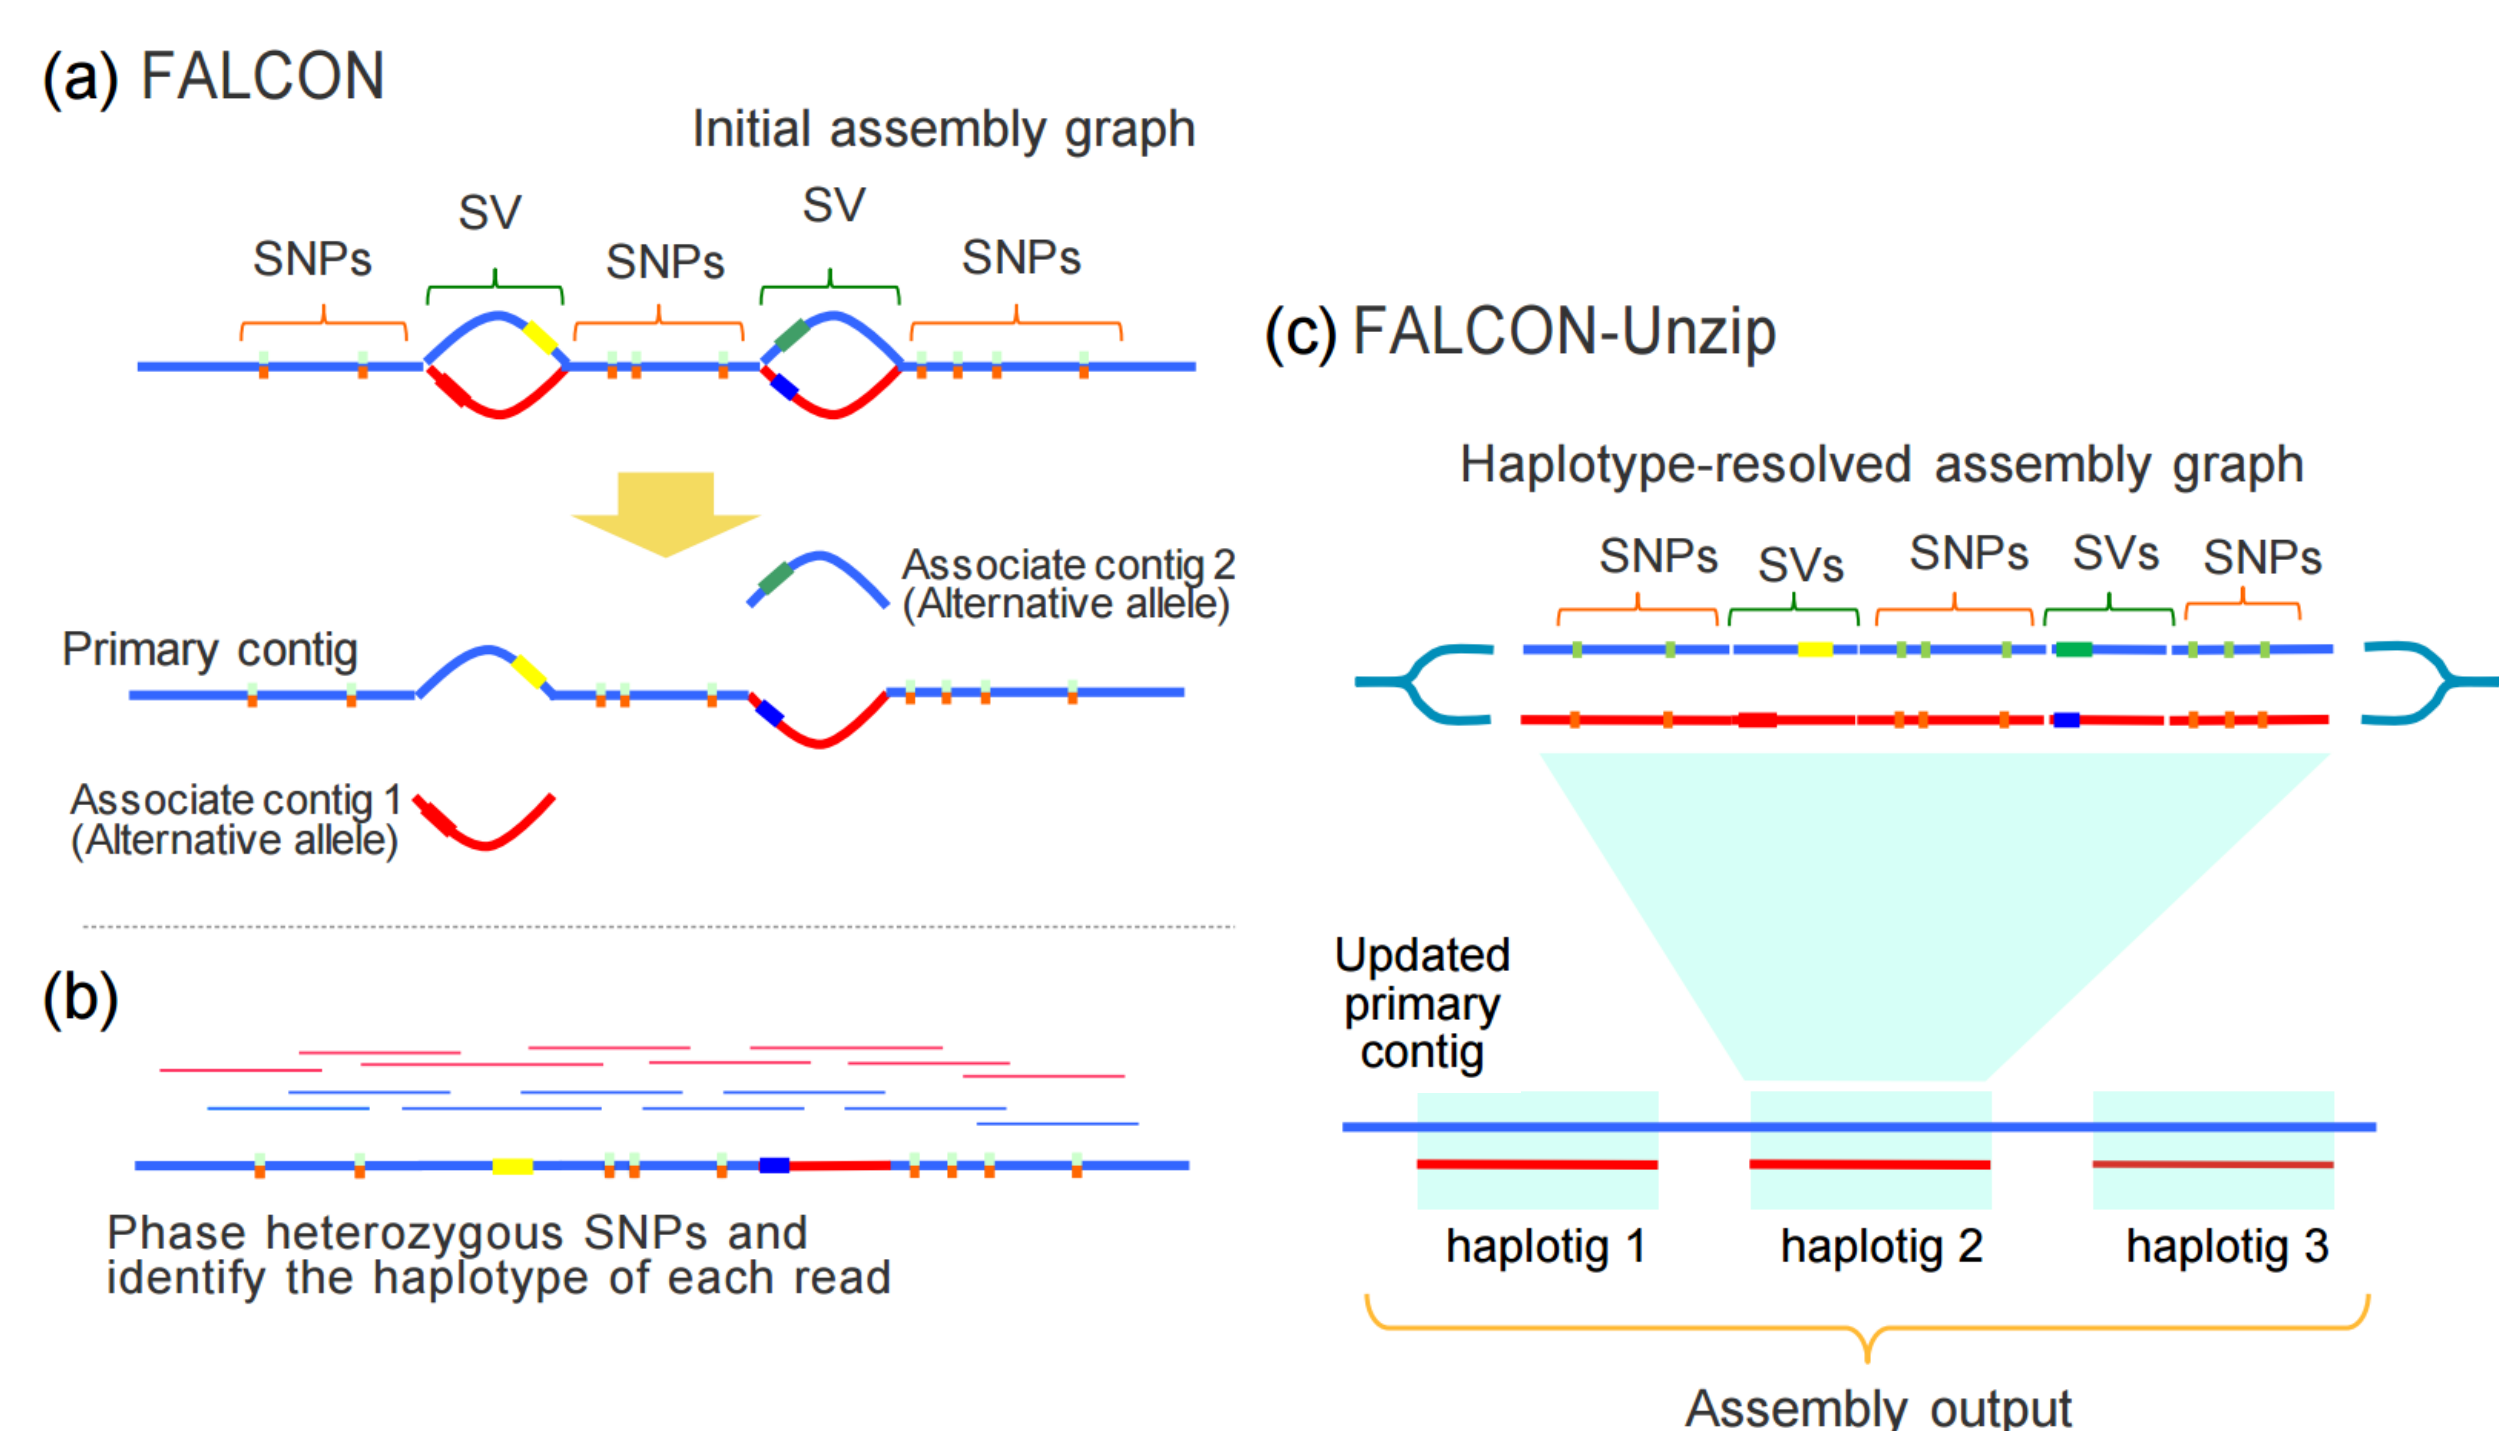 (a) FALCON
Initial assembly graph
SV
SV
SNPs
SNPs
SNPs
Associate contig 2
(Alternative allele)
Primary contig
Associate contig 1
(Alternative allele)
(b)
Phase heterozygous SNPs and
identify the haplotype of each read
(c) FALCON-Unzip
Haplotype-resolved assembly graph
SNPs
SVs
SNPs
SVs
SNPs
Updated
primary
contig
haplotig 1
haplotig 2
haplotig 3
Assembly output